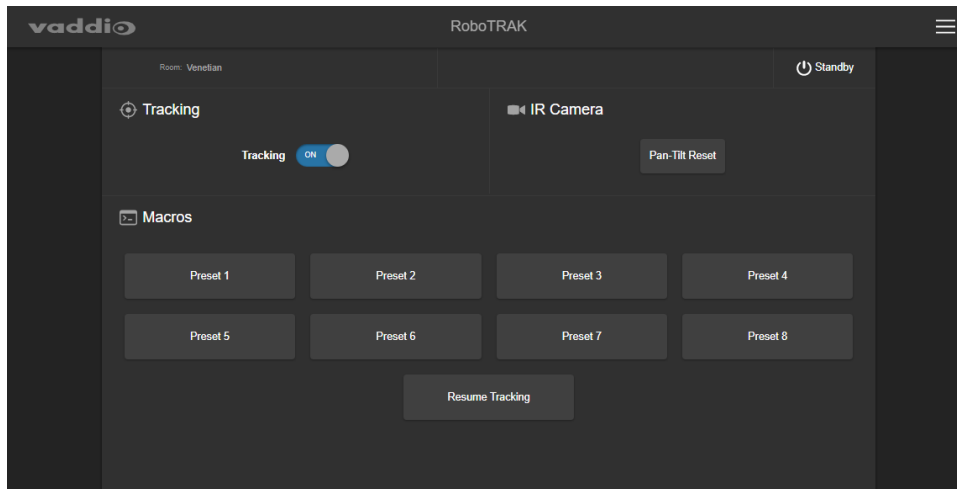 vaddio
RoboTRAK
Room: Venetian
Standby
Tracking
IR Camera
Tracking ON
Pan-Tilt Reset
Macros
Preset 1 Preset 2 Preset 3 Preset 4
Preset 5 Preset 6 Preset 7 Preset 8
Resume Tracking